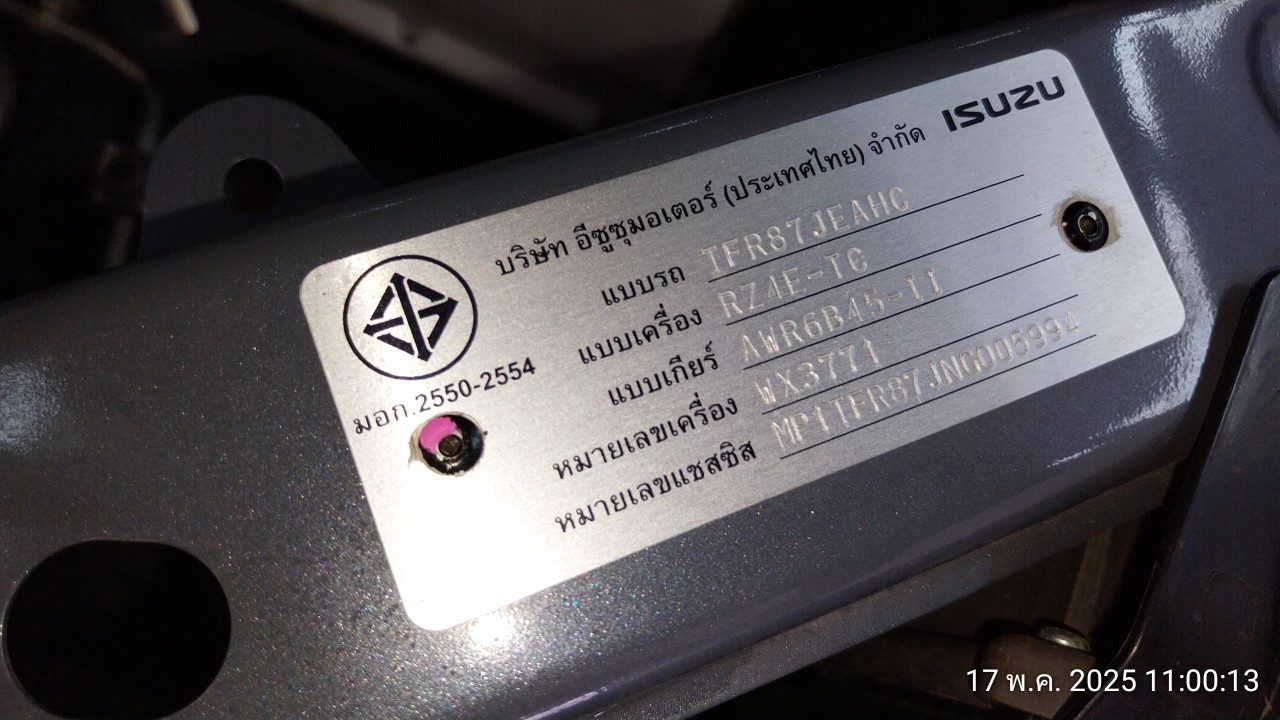 ISUZU
บริษัท อีซูซุมอเตอร์ (ประเทศไทย) จำกัด
แบบรถ TFR87JEAHC
แบบเครื่อง RZ4E-TC
แบบเกียร์ AWR6B45-II
หมายเลขเครื่อง WX3771
หมายเลขแชสซิส MP1TFR87JNG005994
มอก.2550-2554
17 พ.ค. 2025 11:00:13